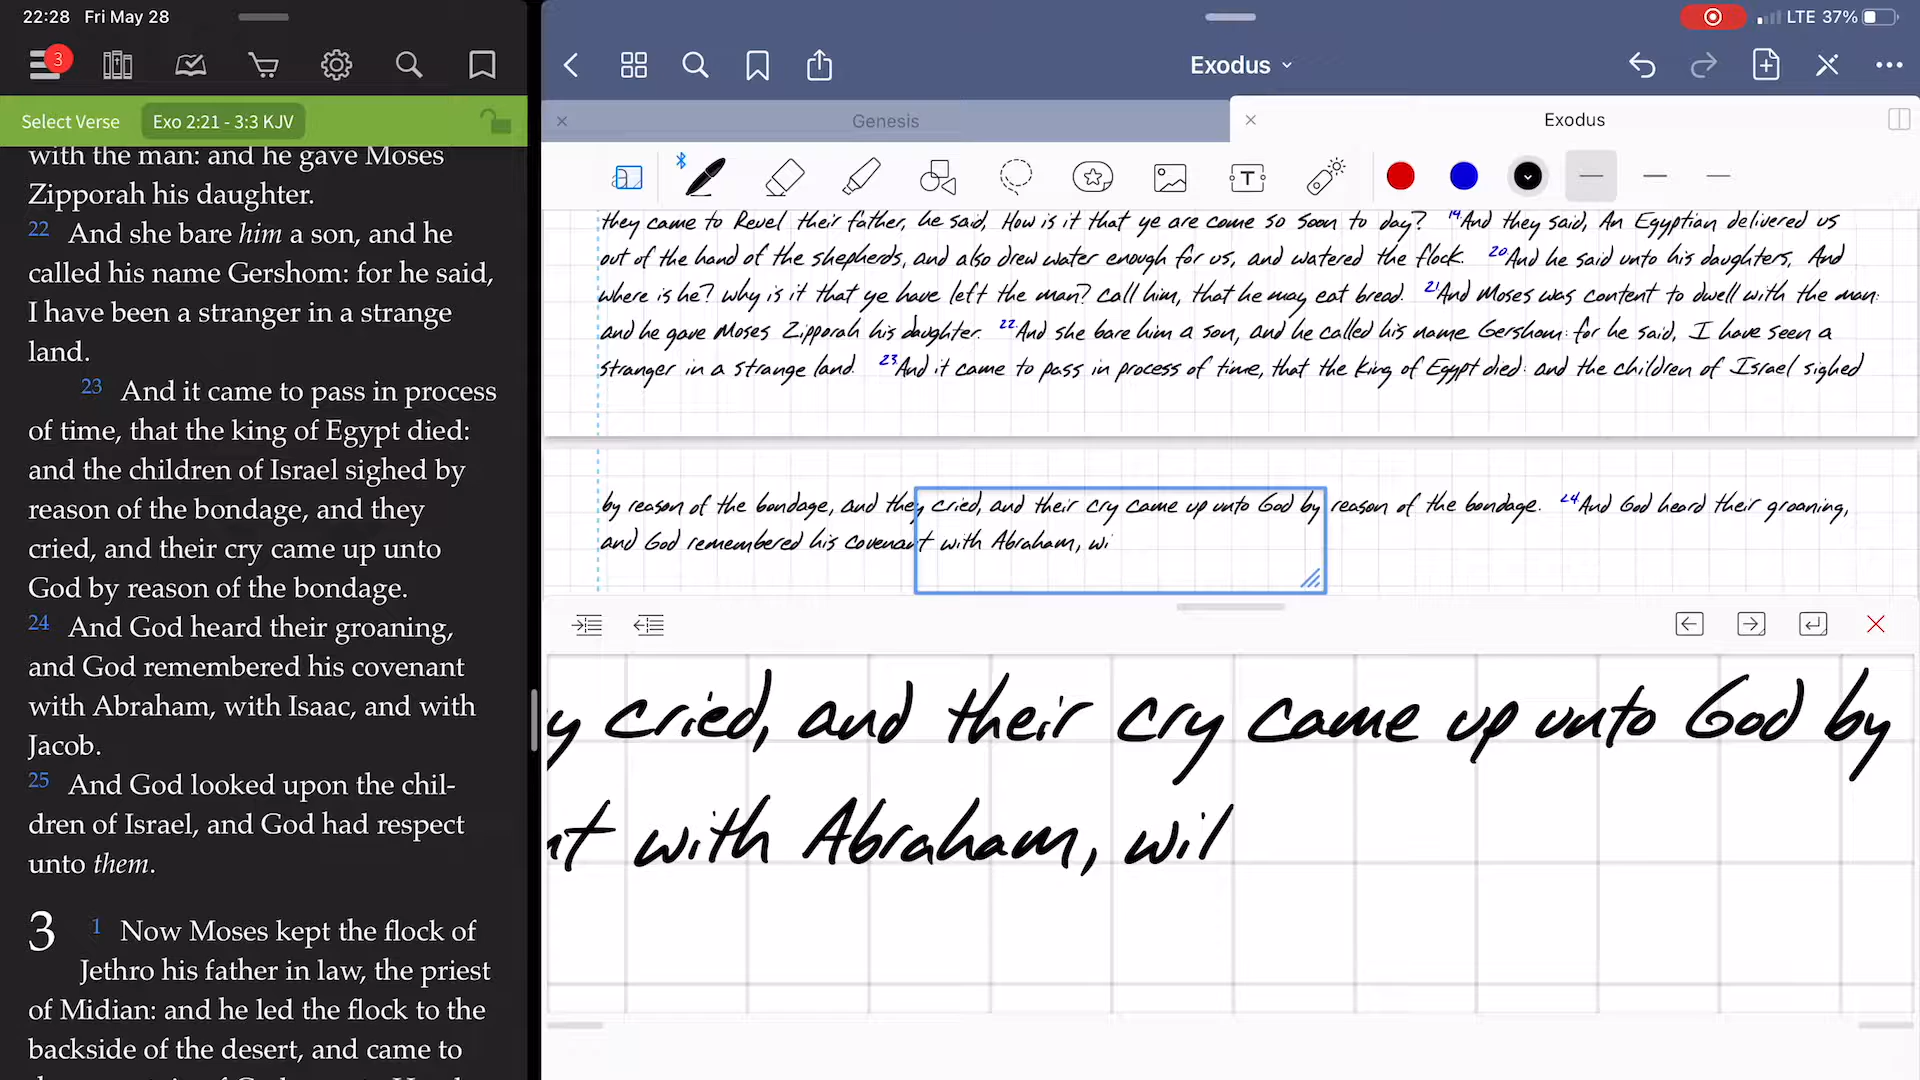 22:28 Fri May 28
LTE 37%
3
Select Verse Exo 2:21 - 3:3 KJV
with the man: and he gave Moses
Zipporah his daughter.
22 And she bare him a son, and he
called his name Gershom: for he said,
I have been a stranger in a strange
land.
23 And it came to pass in process
of time, that the king of Egypt died:
and the children of Israel sighed by
reason of the bondage, and they
cried, and their cry came up unto
God by reason of the bondage.
24 And God heard their groaning,
and God remembered his covenant
with Abraham, with Isaac, and with
Jacob.
25 And God looked upon the chil-
dren of Israel, and God had respect
unto them.
3 1 Now Moses kept the flock of
Jethro his father in law, the priest
of Midian: and he led the flock to the
backside of the desert, and came to
Exodus
Genesis
Exodus
they came to Revel their father, he said, How is it that ye are come so soon to day? 19 And they said, An Egyptian delivered us
out of the hand of the shepherds, and also drew water enough for us, and watered the flock. 20 And he said unto his daughters, And
where is he? why is it that ye have left the man? call him, that he may eat bread. 21 And Moses was content to dwell with the man:
and he gave Moses Zipporah his daughter. 22 And she bare him a son, and he called his name Gershom: for he said, I have seen a
stranger in a strange land. 23 And it came to pass in process of time, that the king of Egypt died: and the children of Israel sighed
by reason of the bondage, and they cried, and their cry came up unto God by reason of the bondage. 24 And God heard their groaning,
and God remembered his covenant with Abraham, wi
y cried, and their cry came up unto God by
nt with Abraham, wil